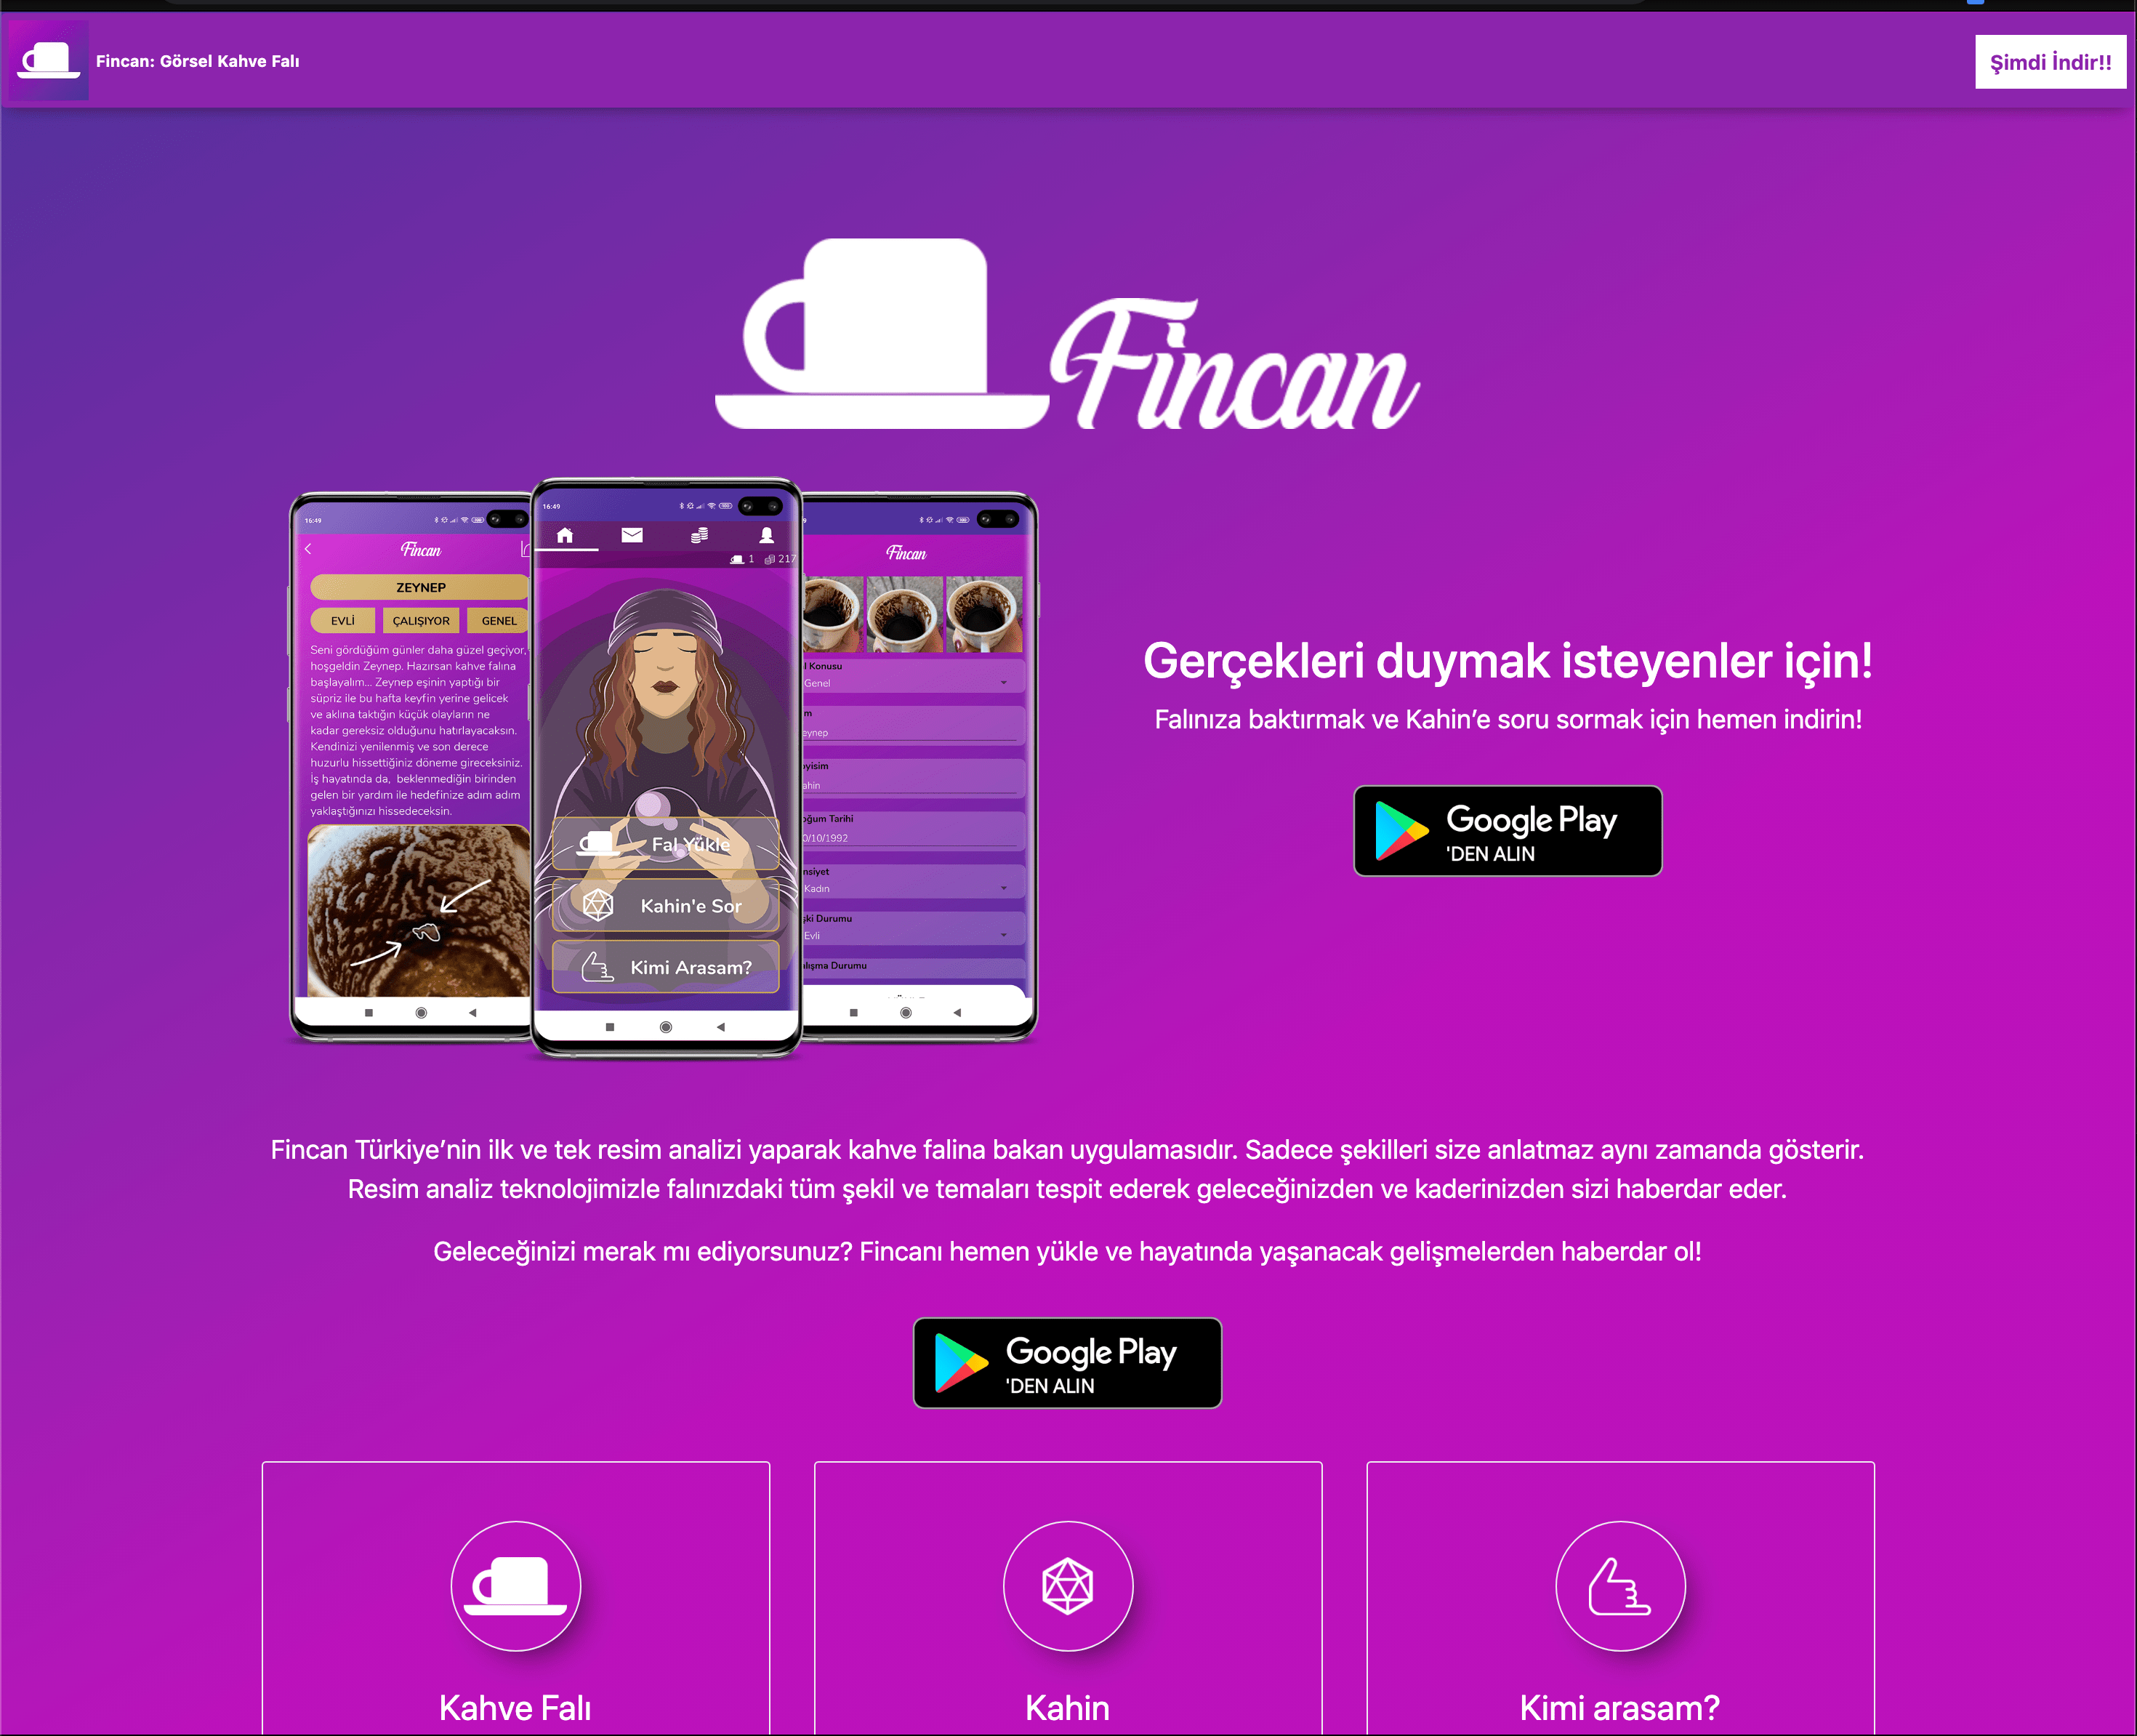 Fincan: Görsel Kahve Falı
Şimdi İndir!!
Fincan
16:49
Fincan
ZEYNEP
EVLİ ÇALIŞIYOR GENEL
Seni gördüğüm günler daha güzel geçiyor,
hoşgeldin Zeynep. Hazırsan kahve falına
başlayalım... Zeynep eşinin yaptığı bir
süpriz ile bu hafta keyfin yerine gelicek
ve aklına taktığın küçük olayların ne
kadar gereksiz olduğunu hatırlayacaksın.
Kendinizi yenilenmiş ve son derece
huzurlu hissettiğiniz döneme gireceksiniz.
İş hayatında da, beklenmediğin birinden
gelen bir yardım ile hedefinize adım adım
yaklaştığınızı hissedeceksin.
16:49
1 217
Fal Yükle
Kahin'e Sor
Kimi Arasam?
9
Fincan
l Konusu
Genel
m
eynep
yisim
ahin
oğum Tarihi
0/10/1992
nsiyet
Kadın
şki Durumu
Evli
alışma Durumu
Gerçekleri duymak isteyenler için!
Falınıza baktırmak ve Kahin’e soru sormak için hemen indirin!
Google Play
'DEN ALIN
Fincan Türkiye’nin ilk ve tek resim analizi yaparak kahve falina bakan uygulamasıdır. Sadece şekilleri size anlatmaz aynı zamanda gösterir.
Resim analiz teknolojimizle falınızdaki tüm şekil ve temaları tespit ederek geleceğinizden ve kaderinizden sizi haberdar eder.
Geleceğinizi merak mı ediyorsunuz? Fincanı hemen yükle ve hayatında yaşanacak gelişmelerden haberdar ol!
Google Play
'DEN ALIN
Kahve Falı
Kahin
Kimi arasam?